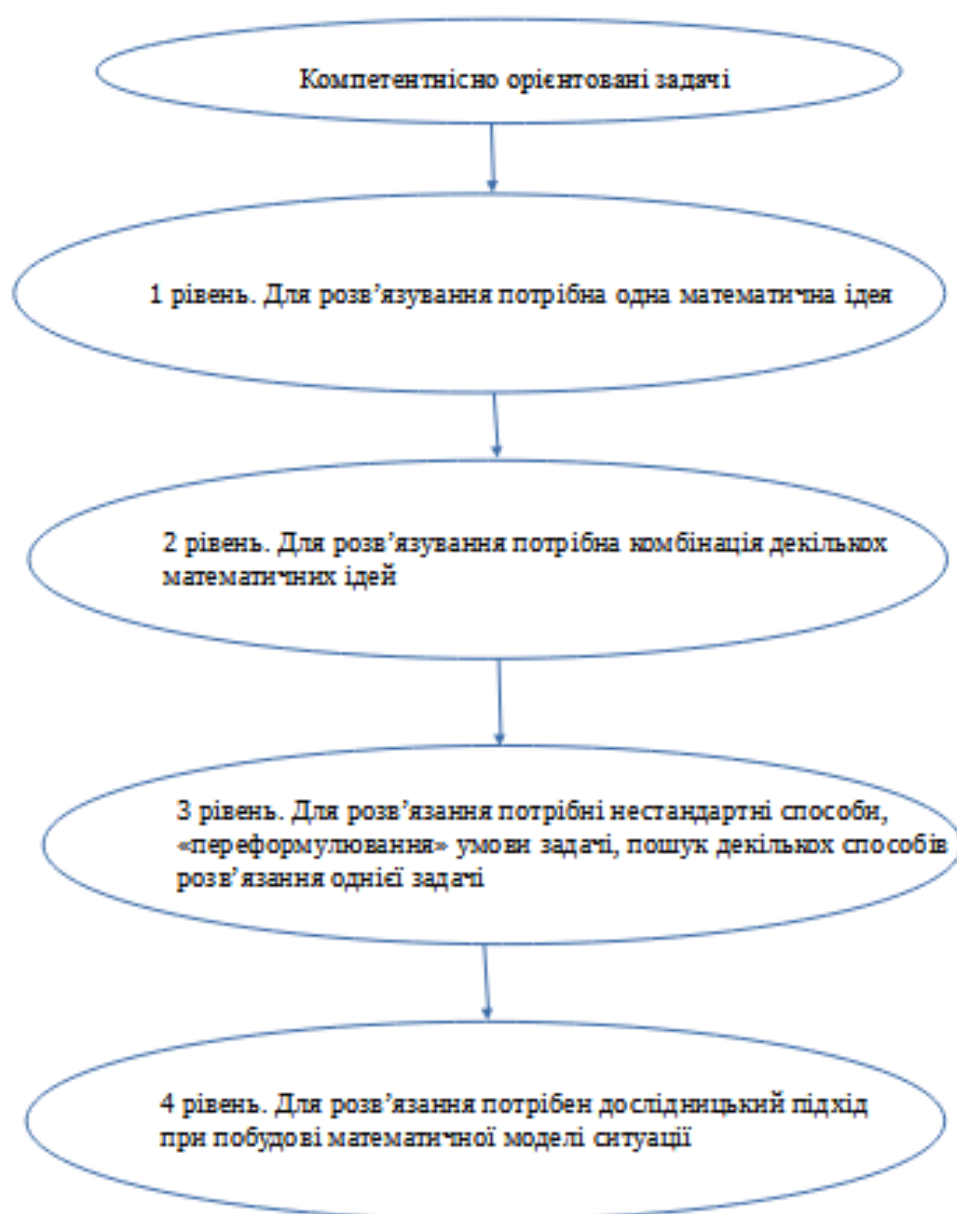 Компетентнісно орієнтовані задачі
1 рівень. Для розв’язування потрібна одна математична ідея
2 рівень. Для розв’язування потрібна комбінація декількох
математичних ідей
3 рівень. Для розв’язання потрібні нестандартні способи,
«переформулювання» умови задачі, пошук декількох способів
розв’язання однієї задачі
4 рівень. Для розв’язання потрібен дослідницький підхід
при побудові математичної моделі ситуації